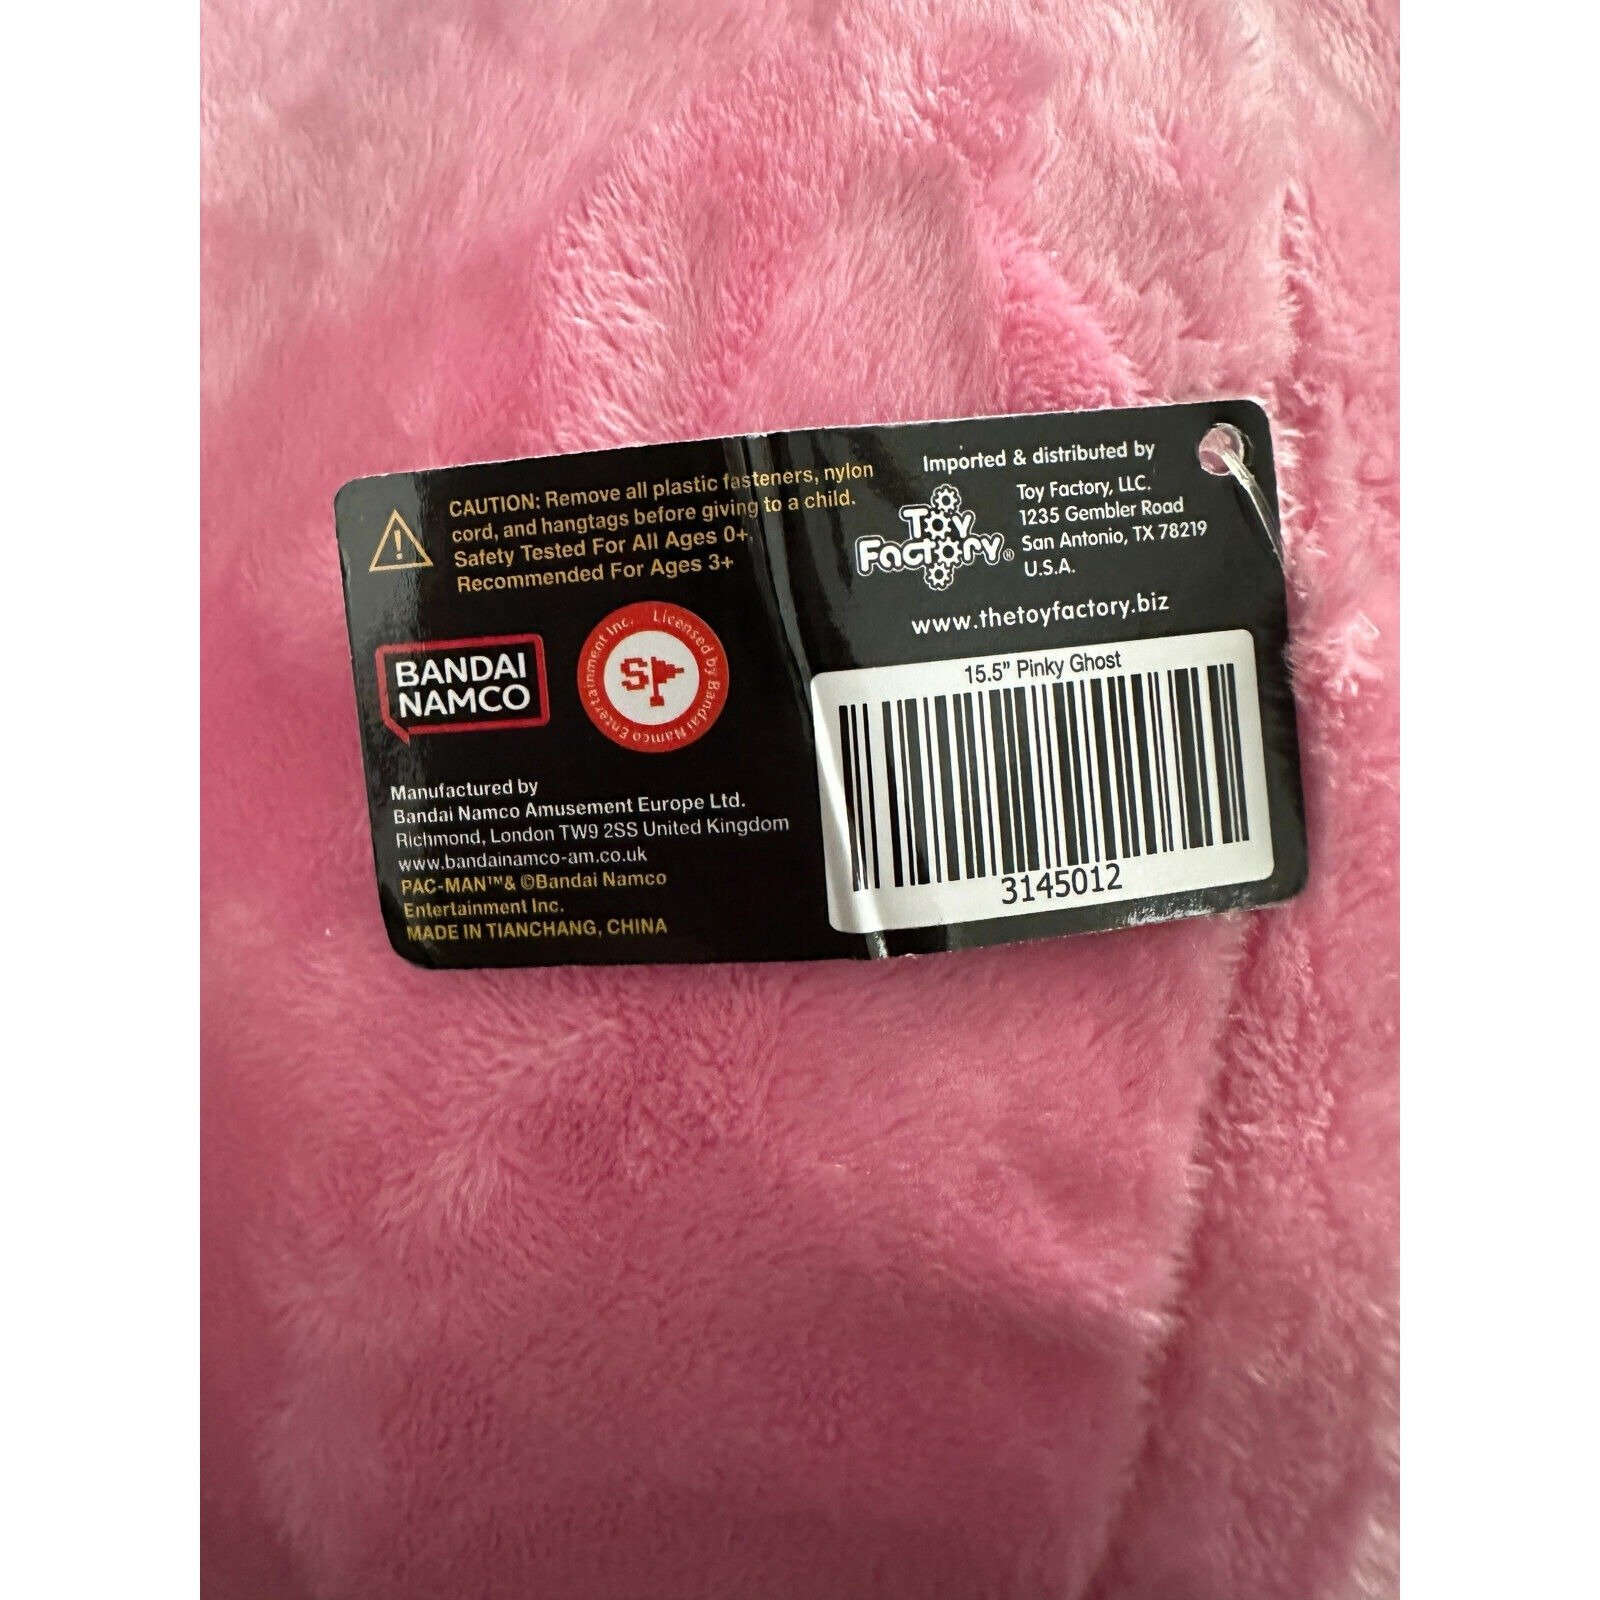 CAUTION: Remove all plastic fasteners, nylon
cord, and hangtags before giving to a child.
Safety Tested For All Ages 0+,
Recommended For Ages 3+
BANDAI
NAMCO
Licensed by Bandai Namco Entertainment Inc.
SP
Manufactured by
Bandai Namco Amusement Europe Ltd.
Richmond, London TW9 2SS United Kingdom
www.bandainamco-am.co.uk
PAC-MAN™& ©Bandai Namco
Entertainment Inc.
MADE IN TIANCHANG, CHINA
Imported & distributed by
Toy
Factory®
Toy Factory, LLC.
1235 Gembler Road
San Antonio, TX 78219
U.S.A.
www.thetoyfactory.biz
15.5” Pinky Ghost
3145012